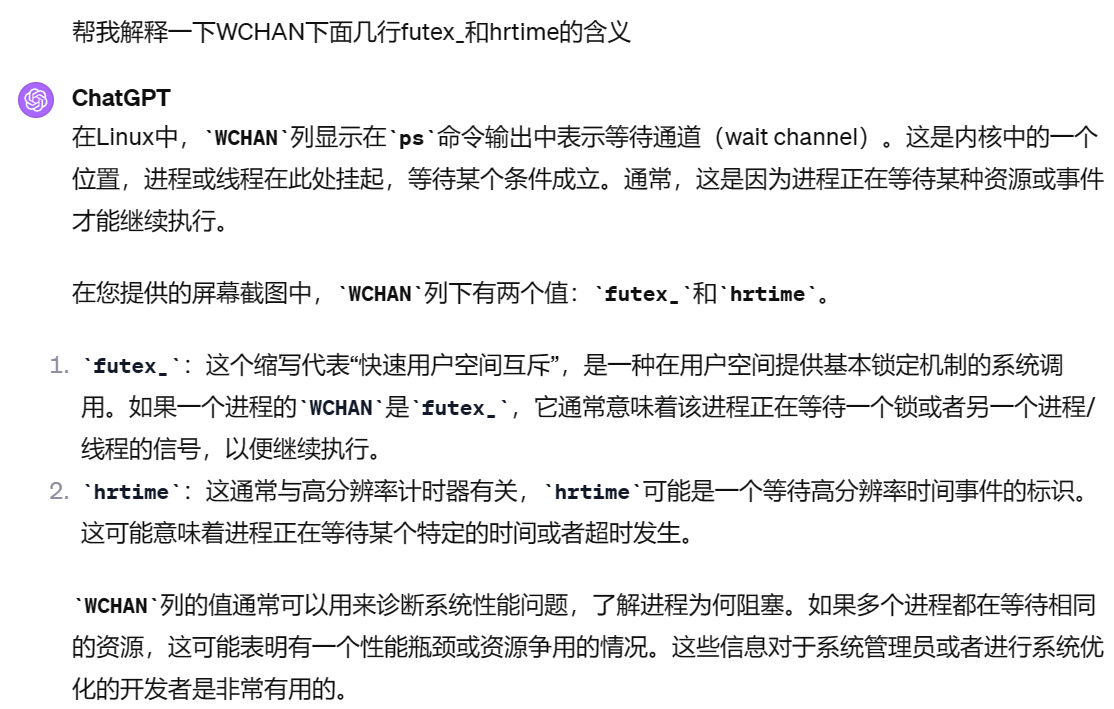 帮我解释一下WCHAN下面几行futex_和hrtime的含义
ChatGPT
在Linux中，`WCHAN`列显示在`ps`命令输出中表示等待通道（wait channel）。这是内核中的一个
位置，进程或线程在此处挂起，等待某个条件成立。通常，这是因为进程正在等待某种资源或事件
才能继续执行。
在您提供的屏幕截图中，`WCHAN`列下有两个值：`futex_`和`hrtime`。
1. `futex_`：这个缩写代表“快速用户空间互斥”，是一种在用户空间提供基本锁定机制的系统调
用。如果一个进程的`WCHAN`是`futex_`，它通常意味着该进程正在等待一个锁或者另一个进程/
线程的信号，以便继续执行。
2. `hrtime`：这通常与高分辨率计时器有关，`hrtime`可能是一个等待高分辨率时间事件的标识。
这可能意味着进程正在等待某个特定的时间或者超时发生。
`WCHAN`列的值通常可以用来诊断系统性能问题，了解进程为何阻塞。如果多个进程都在等待相同
的资源，这可能表明有一个性能瓶颈或资源争用的情况。这些信息对于系统管理员或者进行系统优
化的开发者是非常有用的。